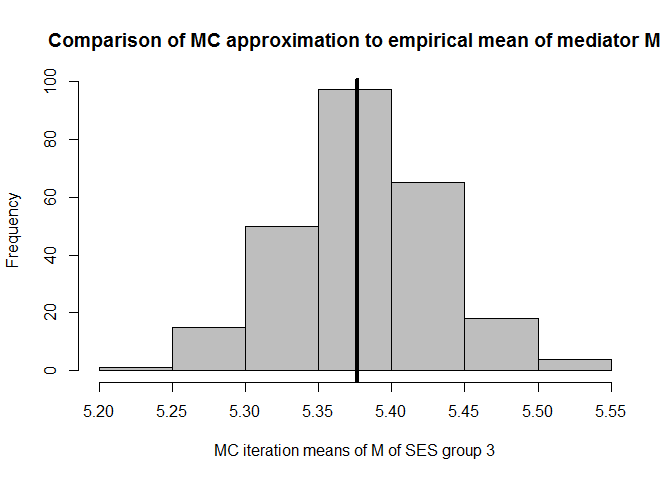 Comparison of MC approximation to empirical mean of mediator M
Frequency
100
80
60
40
20
0
5.20 5.25 5.30 5.35 5.40 5.45 5.50 5.55
MC iteration means of M of SES group 3